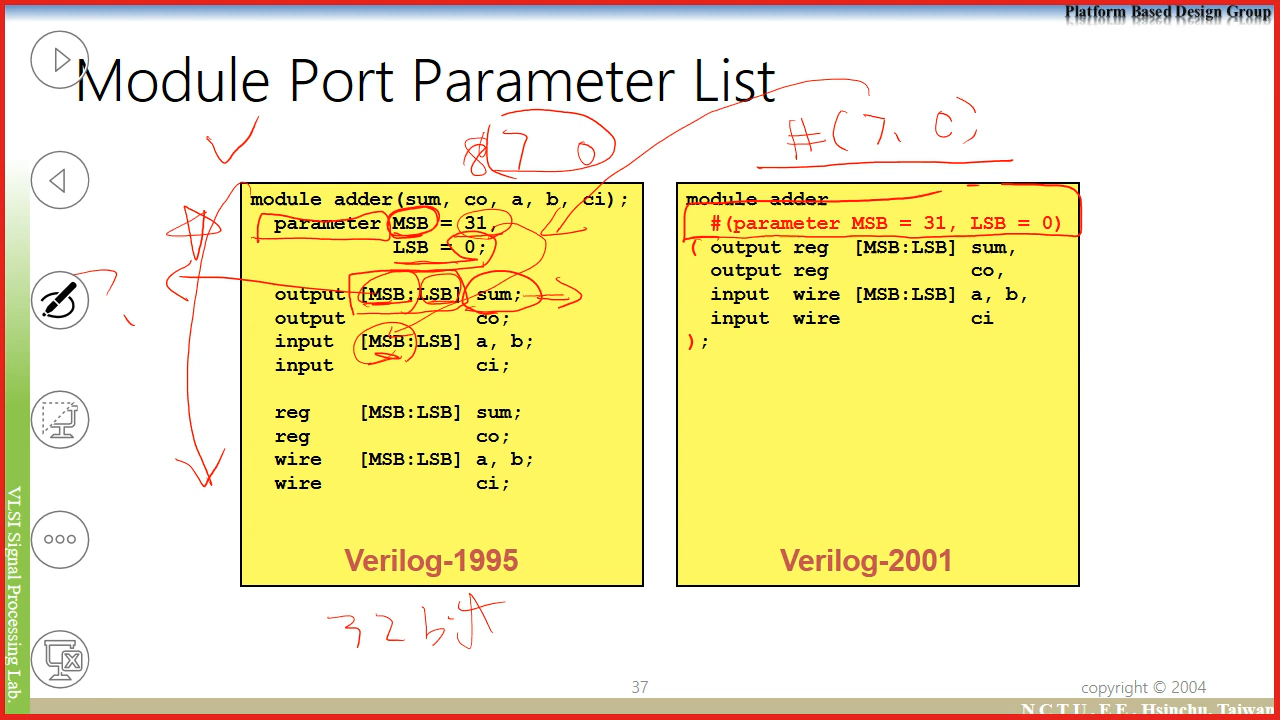 Platform Based Design Group
Module Port Parameter List
8 7 0
#(7, 0)
module adder(sum, co, a, b, ci);
parameter MSB = 31,
LSB = 0;
output [MSB:LSB] sum;
output co;
input [MSB:LSB] a, b;
input ci;
reg [MSB:LSB] sum;
reg co;
wire [MSB:LSB] a, b;
wire ci;
Verilog-1995
module adder
#(parameter MSB = 31, LSB = 0)
( output reg [MSB:LSB] sum,
output reg co,
input wire [MSB:LSB] a, b,
input wire ci
);
Verilog-2001
32 bit
VLSI Signal Processing Lab.
37
copyright © 2004
N C T U. E E. Hsinchu, Taiwan